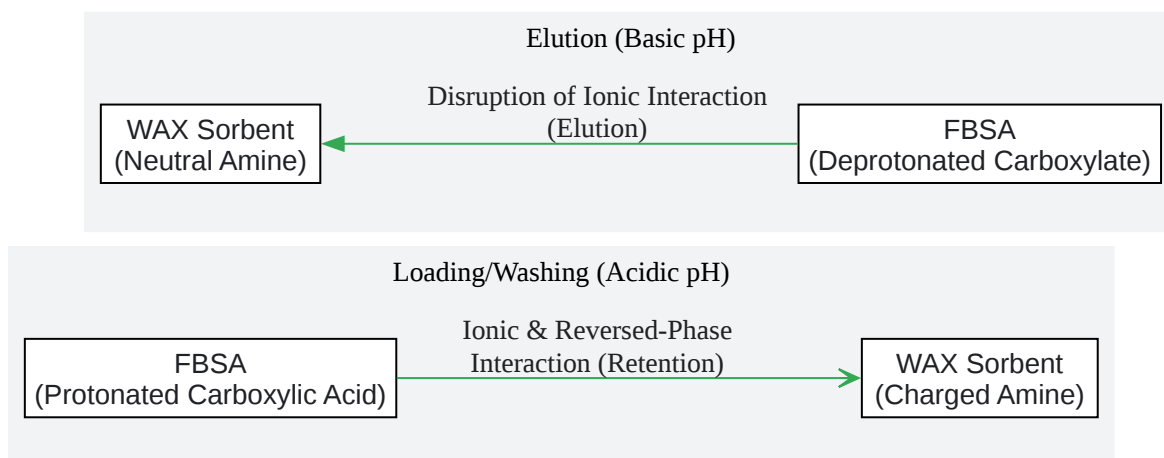 Elution (Basic pH)
Disruption of Ionic Interaction
(Elution)
WAX Sorbent
(Neutral Amine)
FBSA
(Deprotonated Carboxylate)
Loading/Washing (Acidic pH)
Ionic & Reversed-Phase
Interaction (Retention)
FBSA
(Protonated Carboxylic Acid)
WAX Sorbent
(Charged Amine)